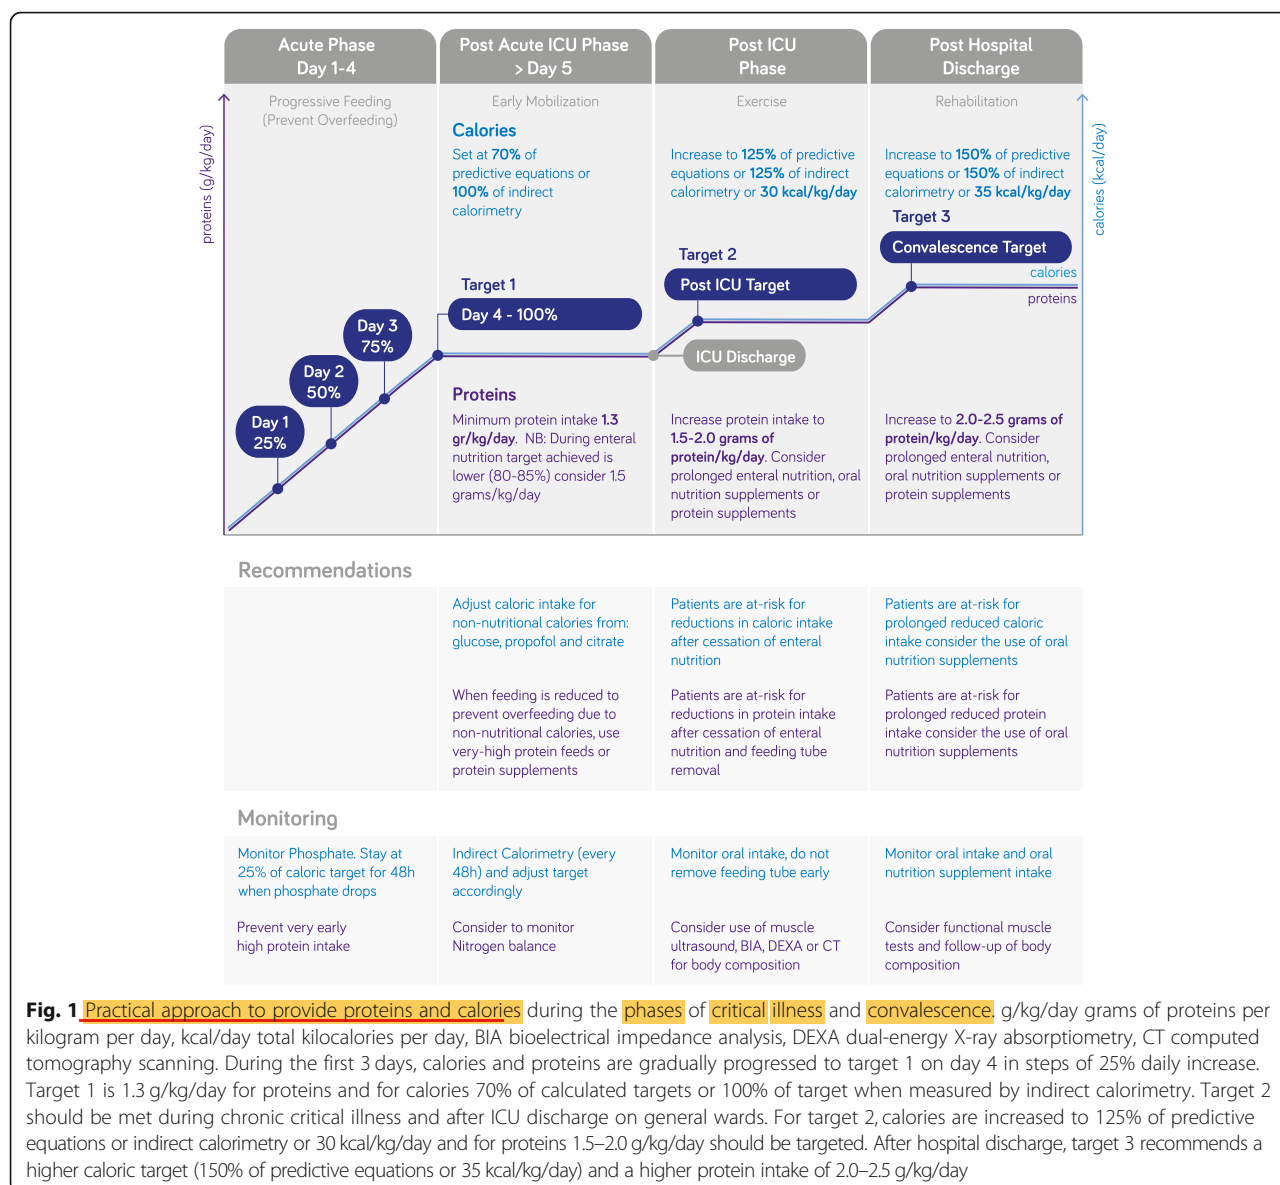 Acute Phase
Day 1-4
Post Acute ICU Phase
> Day 5
Post ICU
Phase
Post Hospital
Discharge
Progressive Feeding
(Prevent Overfeeding)
Early Mobilization
Exercise
Rehabilitation
proteins (g/kg/day)
calories (kcal/day)
Calories
Set at 70% of
predictive equations or
100% of indirect
calorimetry
Increase to 125% of predictive
equations or 125% of indirect
calorimetry or 30 kcal/kg/day
Increase to 150% of predictive
equations or 150% of indirect
calorimetry or 35 kcal/kg/day
Target 3
Convalescence Target
Target 2
Post ICU Target
Target 1
Day 4 - 100%
calories
proteins
Day 3
75%
ICU Discharge
Day 2
50%
Day 1
25%
Proteins
Minimum protein intake 1.3
gr/kg/day. NB: During enteral
nutrition target achieved is
lower (80-85%) consider 1.5
grams/kg/day
Increase protein intake to
1.5-2.0 grams of
protein/kg/day. Consider
prolonged enteral nutrition, oral
nutrition supplements or
protein supplements
Increase to 2.0-2.5 grams of
protein/kg/day. Consider
prolonged enteral nutrition,
oral nutrition supplements or
protein supplements
Recommendations
Adjust caloric intake for
non-nutritional calories from:
glucose, propofol and citrate
Patients are at-risk for
reductions in caloric intake
after cessation of enteral
nutrition
Patients are at-risk for
prolonged reduced caloric
intake consider the use of oral
nutrition supplements
When feeding is reduced to
prevent overfeeding due to
non-nutritional calories, use
very-high protein feeds or
protein supplements
Patients are at-risk for
reductions in protein intake
after cessation of enteral
nutrition and feeding tube
removal
Patients are at-risk for
prolonged reduced protein
intake consider the use of oral
nutrition supplements
Monitoring
Monitor Phosphate. Stay at
25% of caloric target for 48h
when phosphate drops
Indirect Calorimetry (every
48h) and adjust target
accordingly
Monitor oral intake, do not
remove feeding tube early
Monitor oral intake and oral
nutrition supplement intake
Prevent very early
high protein intake
Consider to monitor
Nitrogen balance
Consider use of muscle
ultrasound, BIA, DEXA or CT
for body composition
Consider functional muscle
tests and follow-up of body
composition
Fig. 1 Practical approach to provide proteins and calories during the phases of critical illness and convalescence. g/kg/day grams of proteins per
kilogram per day, kcal/day total kilocalories per day, BIA bioelectrical impedance analysis, DEXA dual-energy X-ray absorptiometry, CT computed
tomography scanning. During the first 3 days, calories and proteins are gradually progressed to target 1 on day 4 in steps of 25% daily increase.
Target 1 is 1.3 g/kg/day for proteins and for calories 70% of calculated targets or 100% of target when measured by indirect calorimetry. Target 2
should be met during chronic critical illness and after ICU discharge on general wards. For target 2, calories are increased to 125% of predictive
equations or indirect calorimetry or 30 kcal/kg/day and for proteins 1.5–2.0 g/kg/day should be targeted. After hospital discharge, target 3 recommends a
higher caloric target (150% of predictive equations or 35 kcal/kg/day) and a higher protein intake of 2.0–2.5 g/kg/day